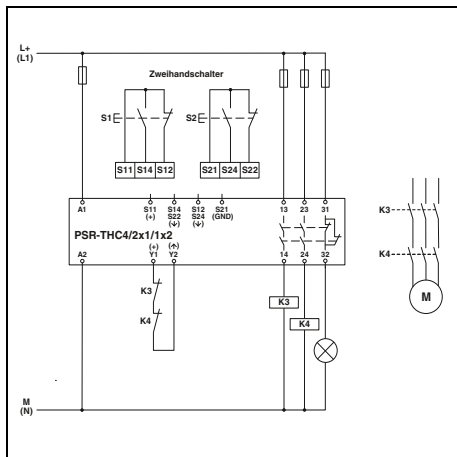 L+
(L1)
Zweihandschalter
S1
S2
S11 S14 S12
S21 S24 S22
A1
S11
(+)
S14
S22
(↓)
S12
S24
(↓)
S21
(GND)
13 23 31
PSR-THC4/2x1/1x2
A2
(+)
Y1
(↑)
Y2
14 24 32
K3
K4
K3
K4
K3
K4
M
M
(N)